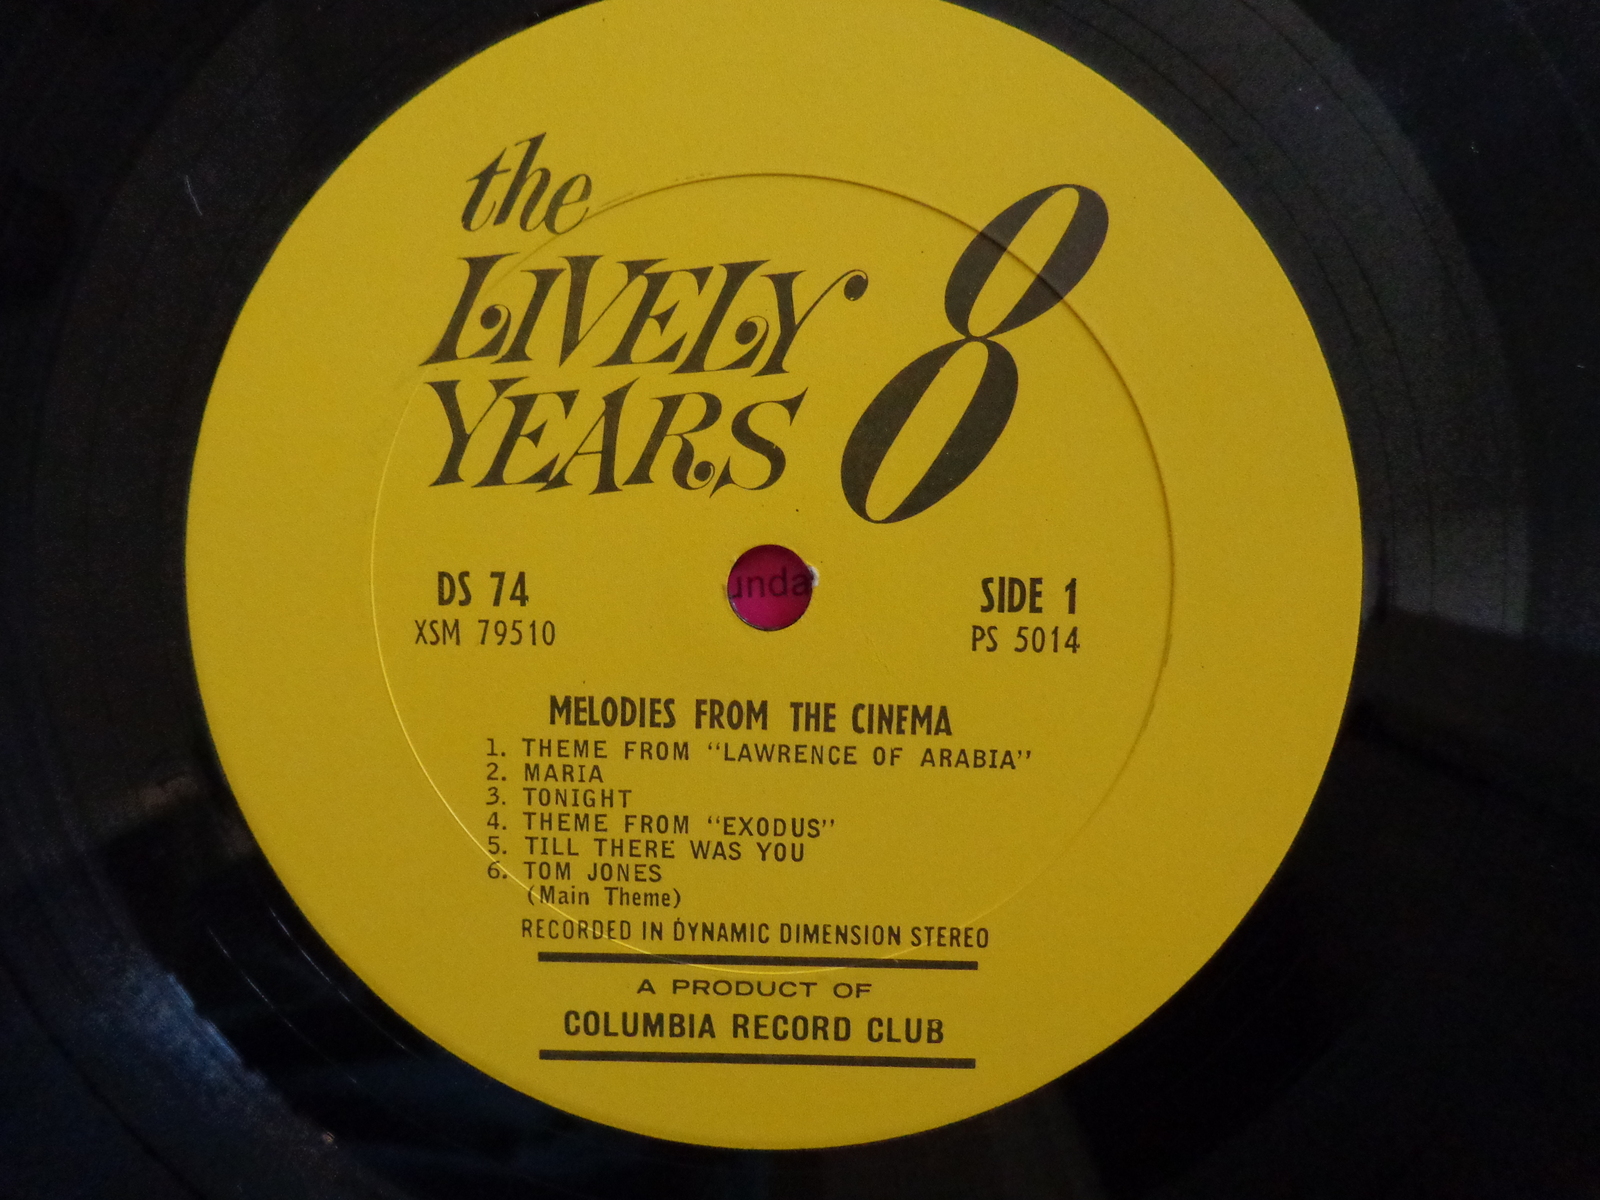 the
LIVELY
YEARS 8
DS 74
XSM 79510
unda
SIDE 1
PS 5014
MELODIES FROM THE CINEMA
1. THEME FROM “LAWRENCE OF ARABIA”
2. MARIA
3. TONIGHT
4. THEME FROM “EXODUS”
5. TILL THERE WAS YOU
6. TOM JONES
(Main Theme)
RECORDED IN DYNAMIC DIMENSION STEREO
A PRODUCT OF
COLUMBIA RECORD CLUB